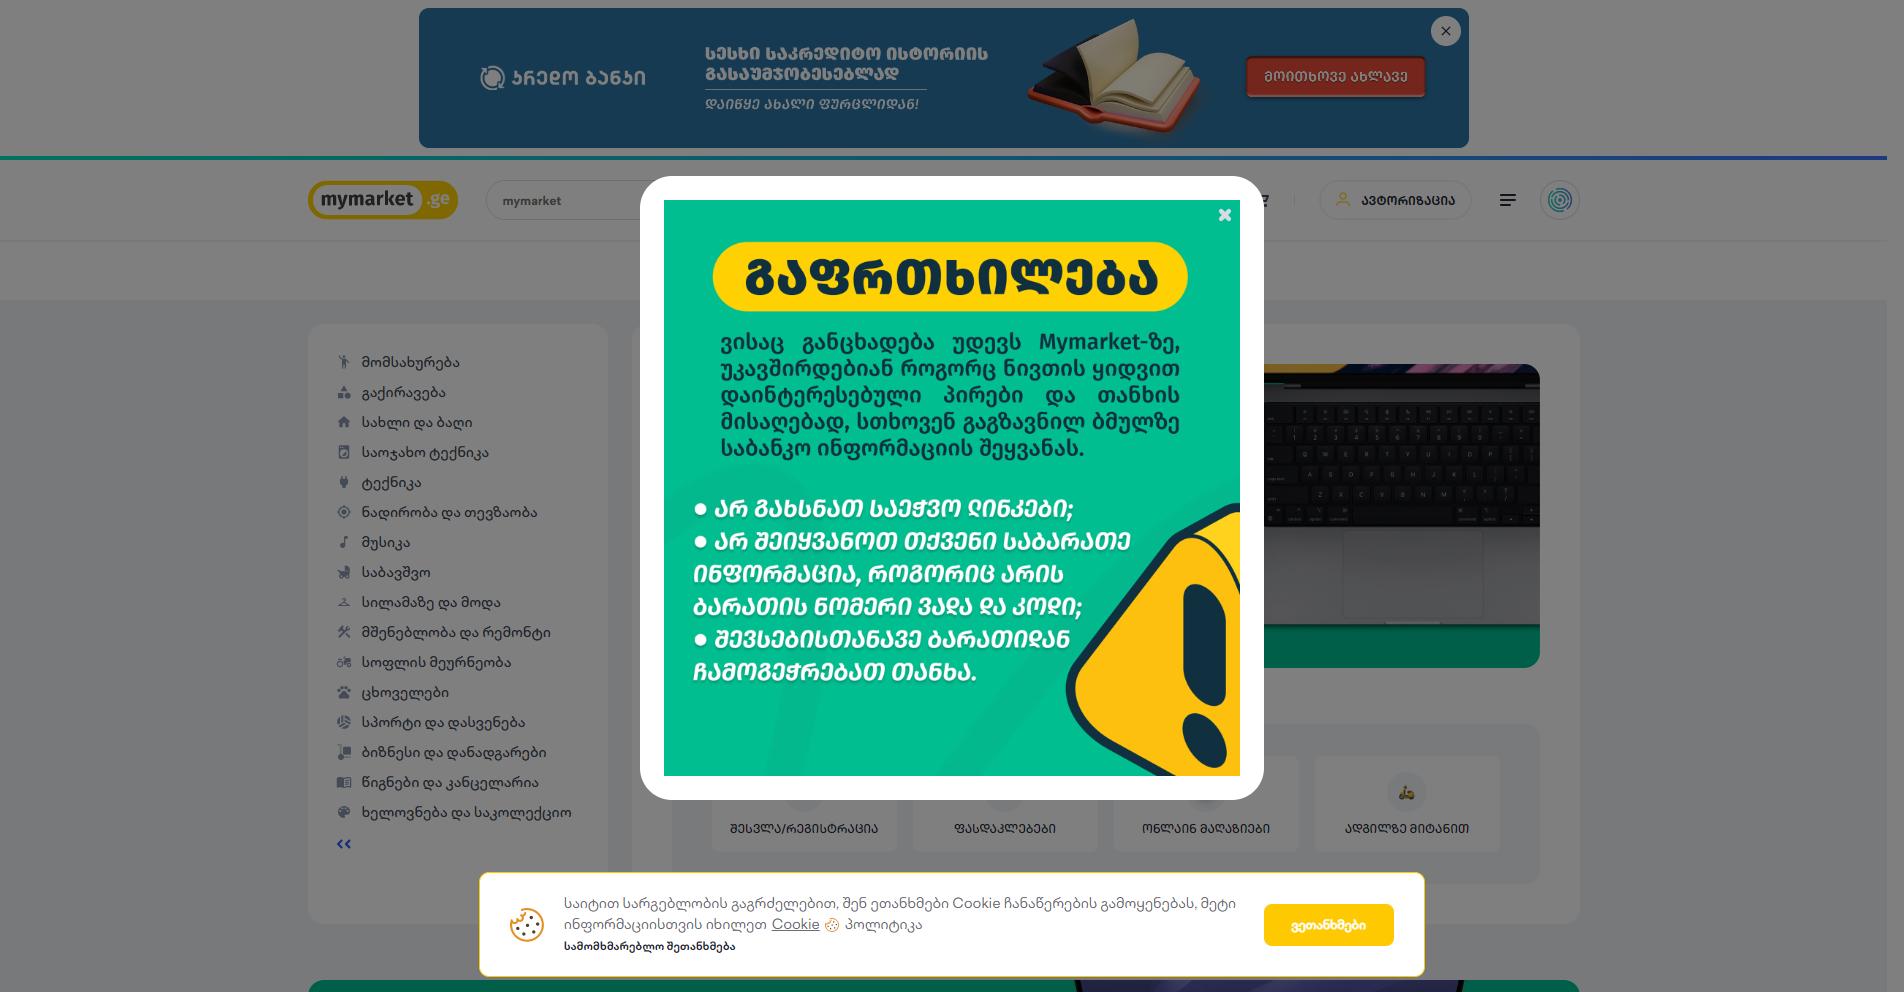 კრედო ბანკი
სესხი საკრედიტო ისტორიის
გასაუმჯობესებლად
დაიწყე ახალი ფურცლიდან!
მოითხოვე ახლავე
mymarket .ge
mymarket
ავტორიზაცია
გაფრთხილება
ვისაც განცხადება უდევს Mymarket-ზე,
უკავშირდებიან როგორც ნივთის ყიდვით
დაინტერესებული პირები და თანხის
მისაღებად, სთხოვენ გაგზავნილ ბმულზე
საბანკო ინფორმაციის შეყვანას.
● არ გახსნათ საეჭვო ლინკები;
● არ შეიყვანოთ თქვენი საბარათე
ინფორმაცია, როგორიც არის
ბარათის ნომერი ვადა და კოდი;
● შევსებისთანავე ბარათიდან
ჩამოგეჭრებათ თანხა.
მომსახურება
გაქირავება
სახლი და ბაღი
საოჯახო ტექნიკა
ტექნიკა
ნადირობა და თევზაობა
მუსიკა
საბავშვო
სილამაზე და მოდა
მშენებლობა და რემონტი
სოფლის მეურნეობა
ცხოველები
სპორტი და დასვენება
ბიზნესი და დანადგარები
წიგნები და კანცელარია
ხელოვნება და საკოლექციო
შესვლა/რეგისტრაცია
ფასდაკლებები
ონლაინ მაღაზიები
ადგილზე მიტანით
საიტით სარგებლობის გაგრძელებით, შენ ეთანხმები Cookie ჩანაწერების გამოყენებას, მეტი
ინფორმაციისთვის იხილეთ Cookie 🍪 პოლიტიკა
სამომხმარებლო შეთანხმება
ვეთანხმები